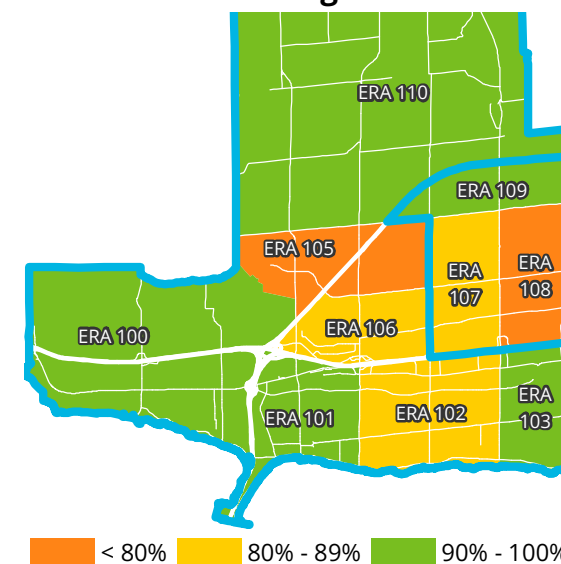 ERA 110
ERA 109
ERA 105
ERA
107
ERA
108
ERA 106
ERA 100
ERA
103
ERA 101
ERA 102
< 80%
80% - 89%
90% - 100%